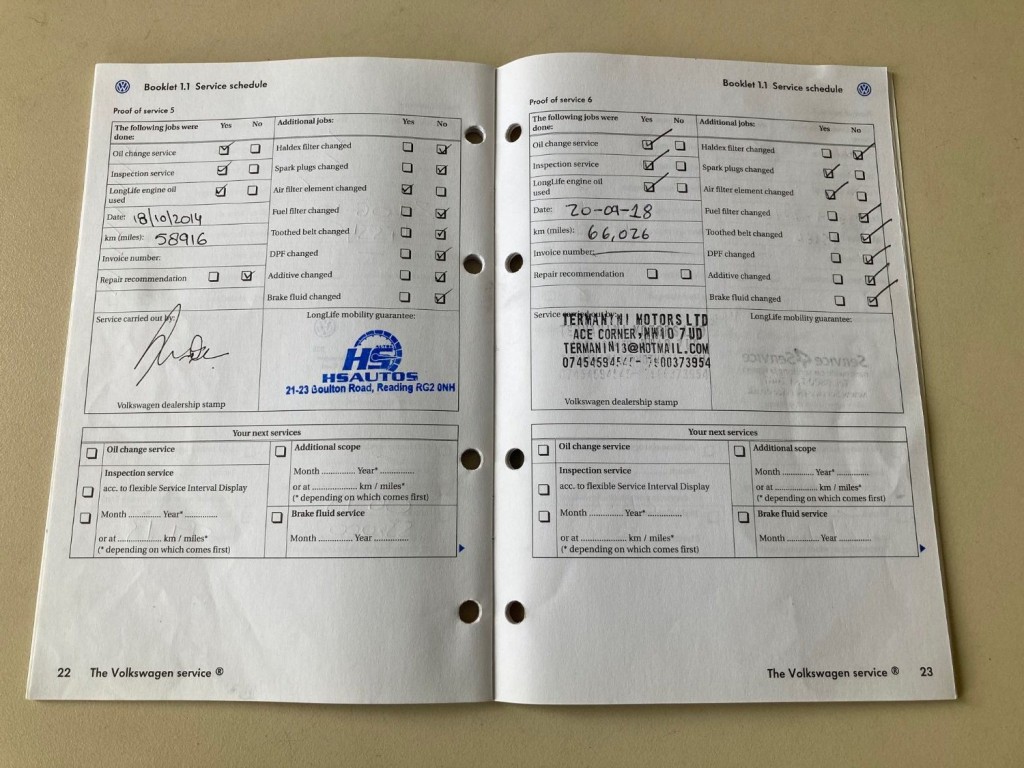 Booklet 1.1 Service schedule
Proof of service 5
The following jobs were done: Yes No
Oil change service
Inspection service
LongLife engine oil used
Date: 18/10/2014
km (miles): 58916
Invoice number:
Repair recommendation
Additional jobs: Yes No
Haldex filter changed
Spark plugs changed
Air filter element changed
Fuel filter changed
Toothed belt changed
DPF changed
Additive changed
Brake fluid changed
Service carried out by:
Volkswagen dealership stamp
LongLife mobility guarantee:
HS
HSAUTOS
21-23 Boulton Road, Reading RG2 0NH
Your next services
Oil change service
Inspection service
acc. to flexible Service Interval Display
Month .............. Year* ..............
or at .................. km / miles*
(* depending on which comes first)
Additional scope
Month .............. Year* ..............
or at .................. km / miles*
(* depending on which comes first)
Brake fluid service
Month .............. Year ..............
22 The Volkswagen service ®
Booklet 1.1 Service schedule
Proof of service 6
The following jobs were done: Yes No
Oil change service
Inspection service
LongLife engine oil used
Date: 20-09-18
km (miles): 66,026
Invoice number:
Repair recommendation
Additional jobs: Yes No
Haldex filter changed
Spark plugs changed
Air filter element changed
Fuel filter changed
Toothed belt changed
DPF changed
Additive changed
Brake fluid changed
Service carried out by:
TERMANINI MOTORS LTD
ACE CORNER, NW10 7UD
TERMANINI3@HOTMAIL.COM
Volkswagen dealership stamp
LongLife mobility guarantee:
Your next services
Oil change service
Inspection service
acc. to flexible Service Interval Display
Month .............. Year* ..............
or at .................. km / miles*
(* depending on which comes first)
Additional scope
Month .............. Year* ..............
or at .................. km / miles*
(* depending on which comes first)
Brake fluid service
Month .............. Year ..............
The Volkswagen service ® 23